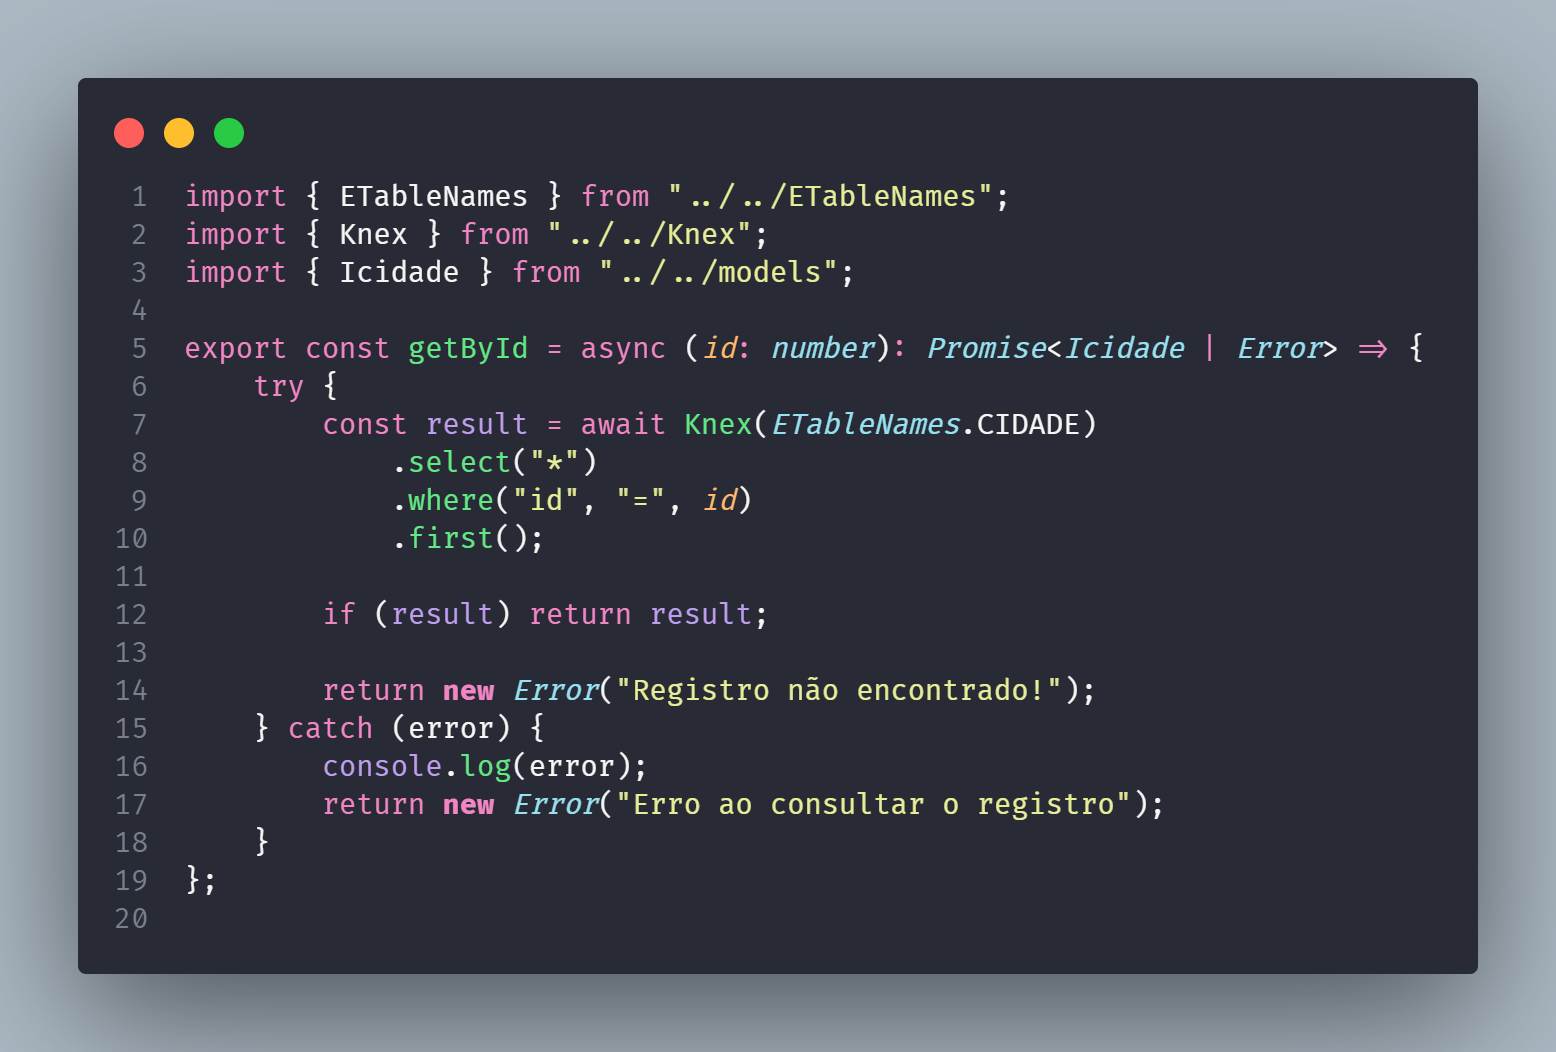 1 import { ETableNames } from "../../ETableNames";
2 import { Knex } from "../../Knex";
3 import { Icidade } from "../../models";
4
5 export const getById = async (id: number): Promise<Icidade | Error> => {
6     try {
7         const result = await Knex(ETableNames.CIDADE)
8             .select("*")
9             .where("id", "=", id)
10             .first();
11
12         if (result) return result;
13
14         return new Error("Registro não encontrado!");
15     } catch (error) {
16         console.log(error);
17         return new Error("Erro ao consultar o registro");
18     }
19 };
20